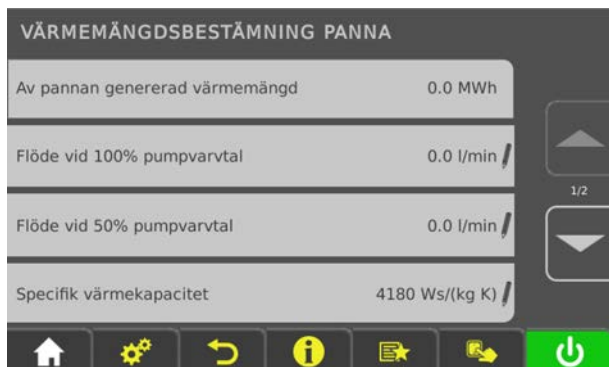 VÄRMEMÄNGDSBESTÄMNING PANNA
Av pannan genererad värmemängd 0.0 MWh
Flöde vid 100% pumpvarvtal 0.0 l/min
1/2
Flöde vid 50% pumpvarvtal 0.0 l/min
Specifik värmekapacitet 4180 Ws/(kg K)